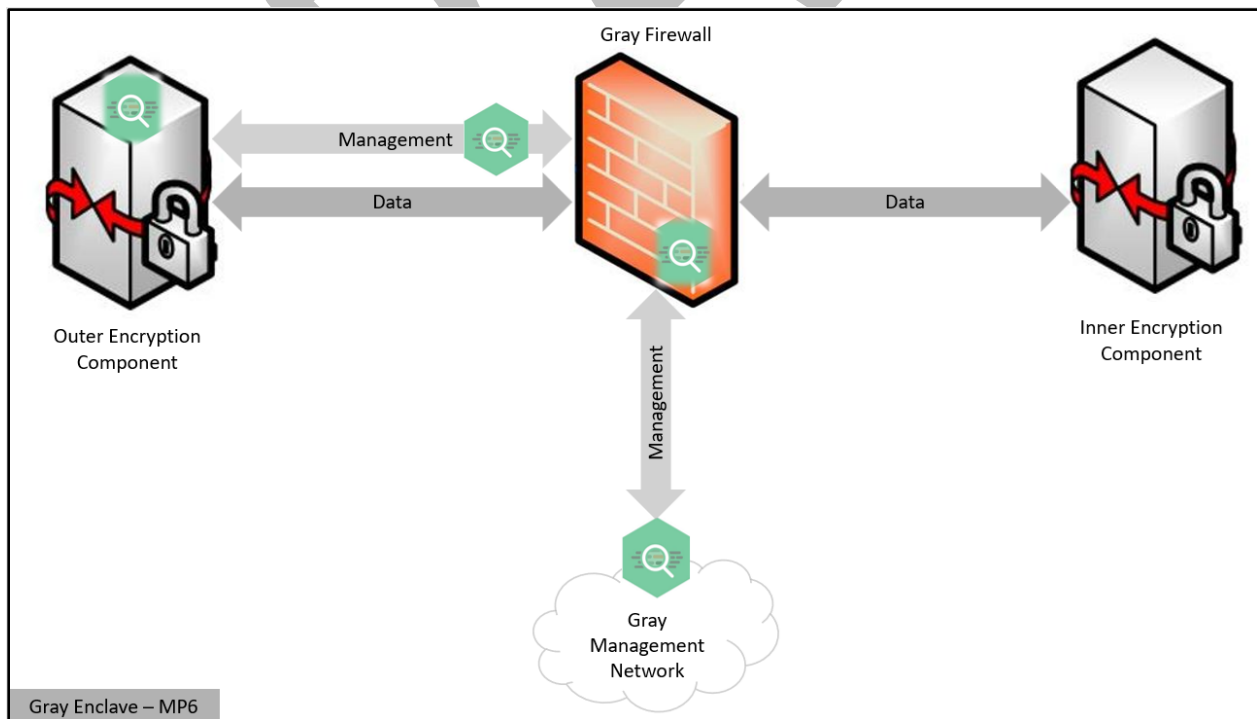 Gray Firewall
Management
Data
Data
Outer Encryption
Component
Inner Encryption
Component
Management
Gray
Management
Network
Gray Enclave – MP6